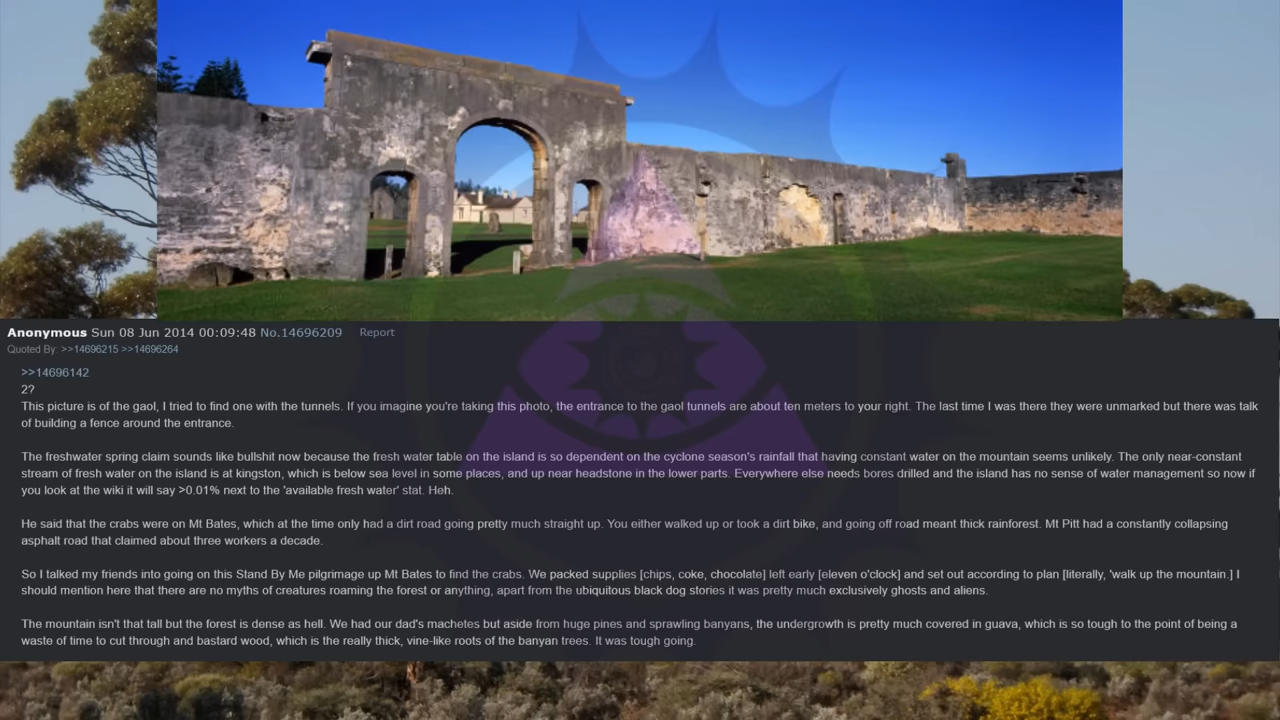 Anonymous Sun 08 Jun 2014 00:09:48 No.14696209 Report
Quoted By: >>14696215 >>14696264
>>14696142
2?
This picture is of the gaol, I tried to find one with the tunnels. If you imagine you're taking this photo, the entrance to the gaol tunnels are about ten meters to your right. The last time I was there they were unmarked but there was talk
of building a fence around the entrance.
The freshwater spring claim sounds like bullshit now because the fresh water table on the island is so dependent on the cyclone season's rainfall that having constant water on the mountain seems unlikely. The only near-constant
stream of fresh water on the island is at kingston, which is below sea level in some places, and up near headstone in the lower parts. Everywhere else needs bores drilled and the island has no sense of water management so now if
you look at the wiki it will say >0.01% next to the 'available fresh water' stat. Heh.
He said that the crabs were on Mt Bates, which at the time only had a dirt road going pretty much straight up. You either walked up or took a dirt bike, and going off road meant thick rainforest. Mt Pitt had a constantly collapsing
asphalt road that claimed about three workers a decade.
So I talked my friends into going on this Stand By Me pilgrimage up Mt Bates to find the crabs. We packed supplies [chips, coke, chocolate] left early [eleven o'clock] and set out according to plan [literally, 'walk up the mountain.] I
should mention here that there are no myths of creatures roaming the forest or anything, apart from the ubiquitous black dog stories it was pretty much exclusively ghosts and aliens.
The mountain isn't that tall but the forest is dense as hell. We had our dad's machetes but aside from huge pines and sprawling banyans, the undergrowth is pretty much covered in guava, which is so tough to the point of being a
waste of time to cut through and bastard wood, which is the really thick, vine-like roots of the banyan trees. It was tough going.